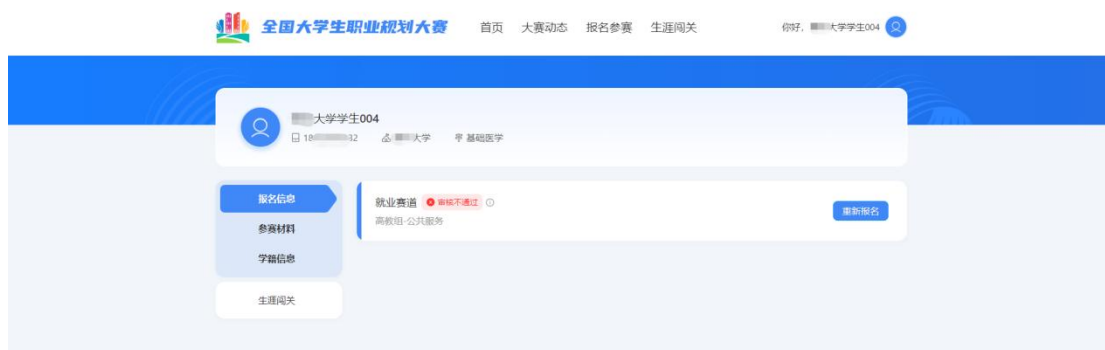 全国大学生职业规划大赛 首页 大赛动态 报名参赛 生涯闯关 你好, 大学学生004
大学学生004
18 32 大学 基础医学
报名信息
就业赛道 审核不通过
重新报名
高教组-公共服务
参赛材料
学籍信息
生涯闯关